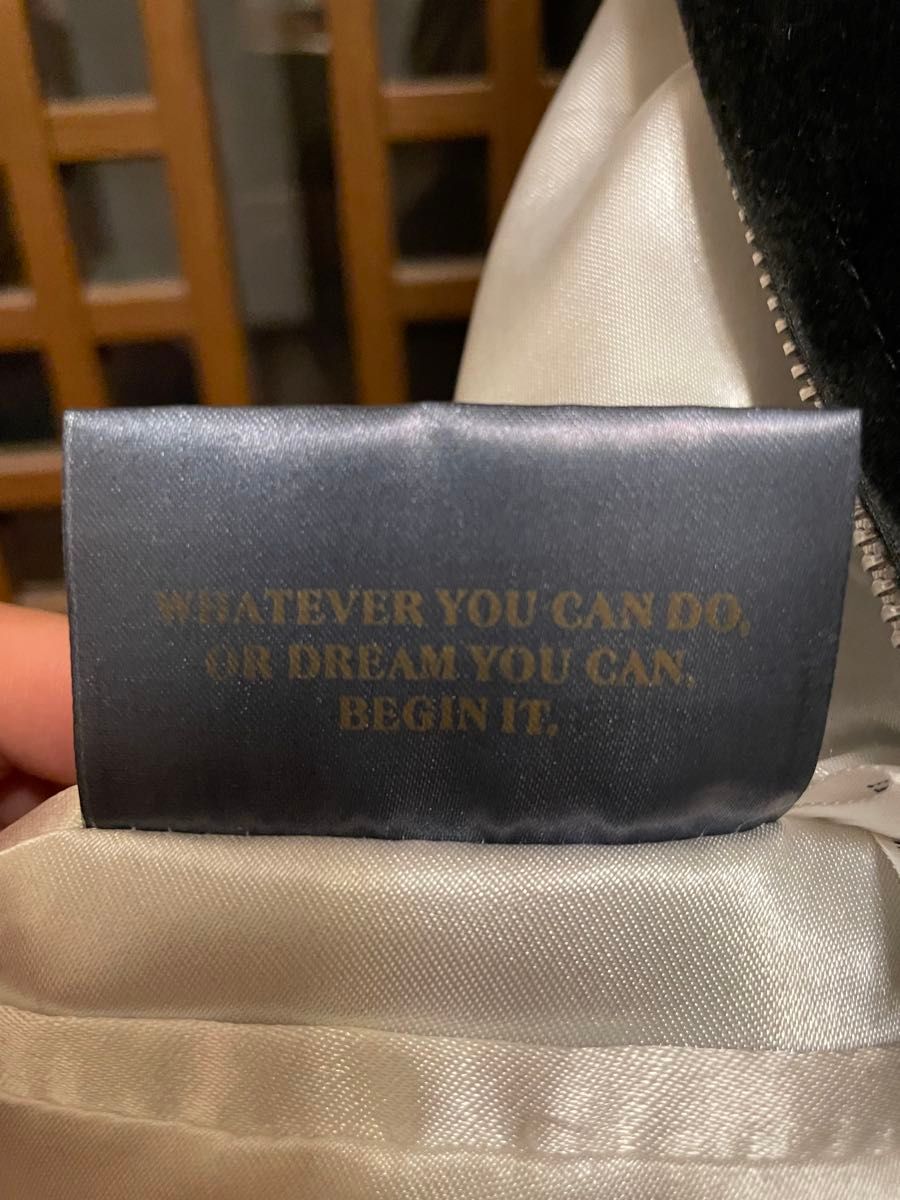 WHATEVER YOU CAN DO,
OR DREAM YOU CAN,
BEGIN IT.